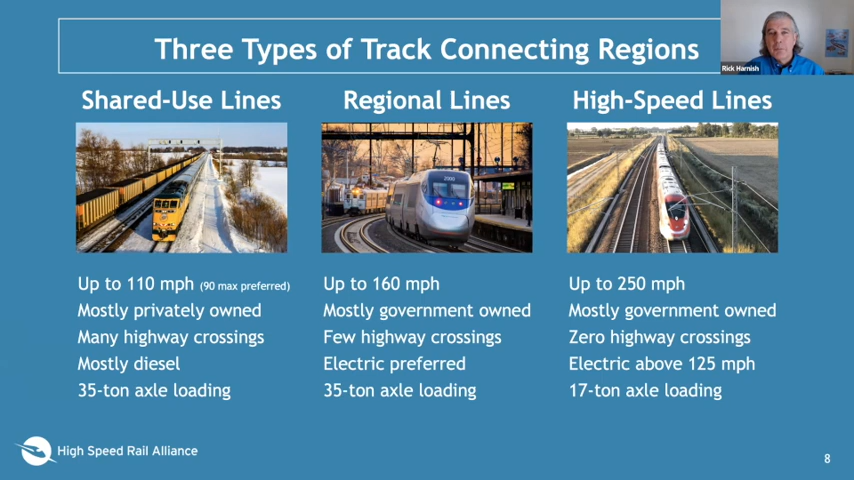 Three Types of Track Connecting Regions
Rick Harnish
Shared-Use Lines
Regional Lines
High-Speed Lines
Up to 110 mph (90 max preferred)
Mostly privately owned
Many highway crossings
Mostly diesel
35-ton axle loading
Up to 160 mph
Mostly government owned
Few highway crossings
Electric preferred
35-ton axle loading
Up to 250 mph
Mostly government owned
Zero highway crossings
Electric above 125 mph
17-ton axle loading
High Speed Rail Alliance
8